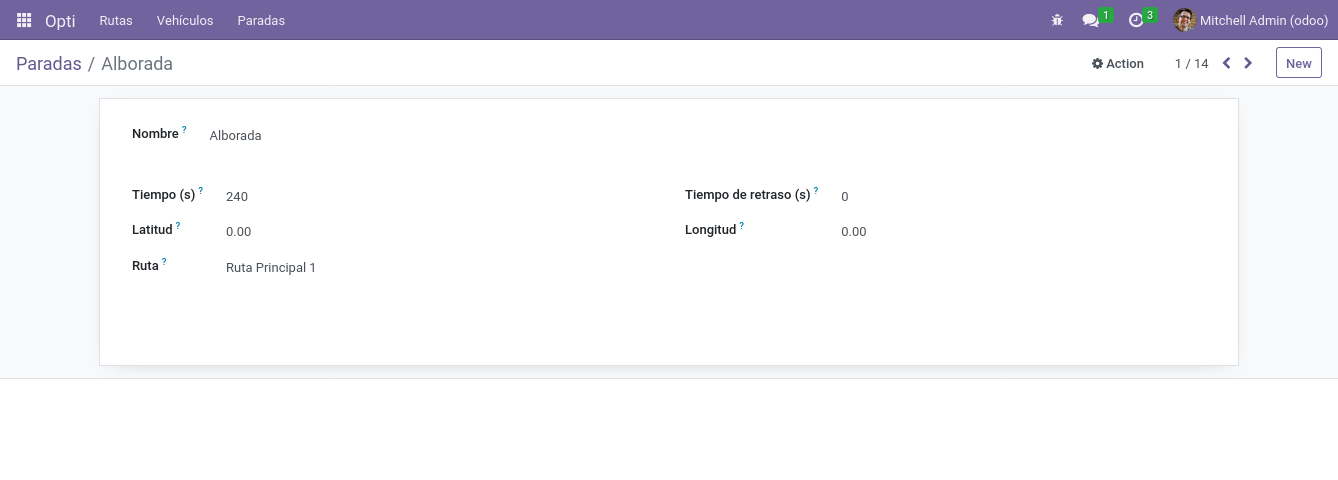 Opti Rutas Vehículos Paradas 1 3 Mitchell Admin (odoo)
Paradas / Alborada Action 1 / 14 New
Nombre ? Alborada
Tiempo (s) ? 240 Tiempo de retraso (s) ? 0
Latitud ? 0.00 Longitud ? 0.00
Ruta ? Ruta Principal 1